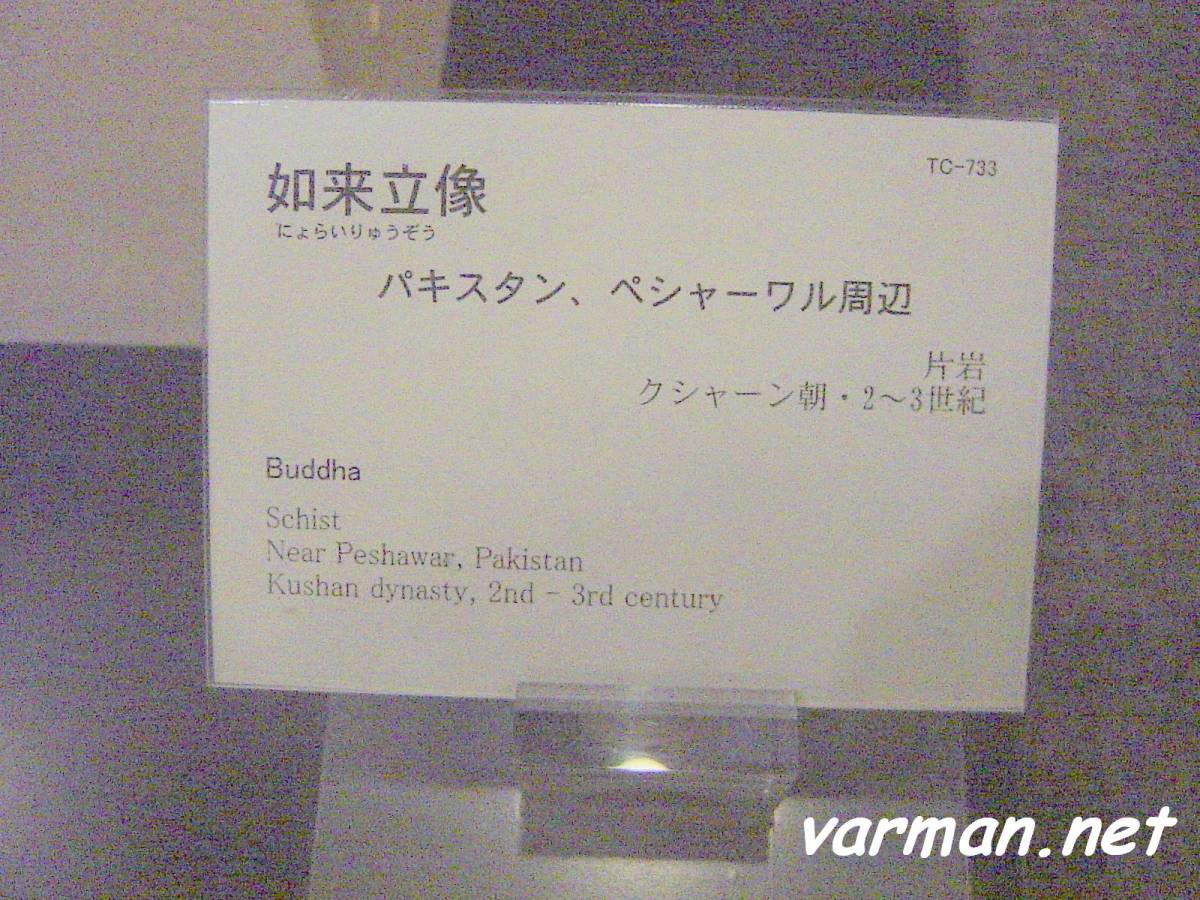 TC-733
如来立像
にょらいりゅうぞう
パキスタン、ペシャーワル周辺
片岩
クシャーン朝・2～3世紀
Buddha
Schist
Near Peshawar, Pakistan
Kushan dynasty, 2nd - 3rd century
varman.net